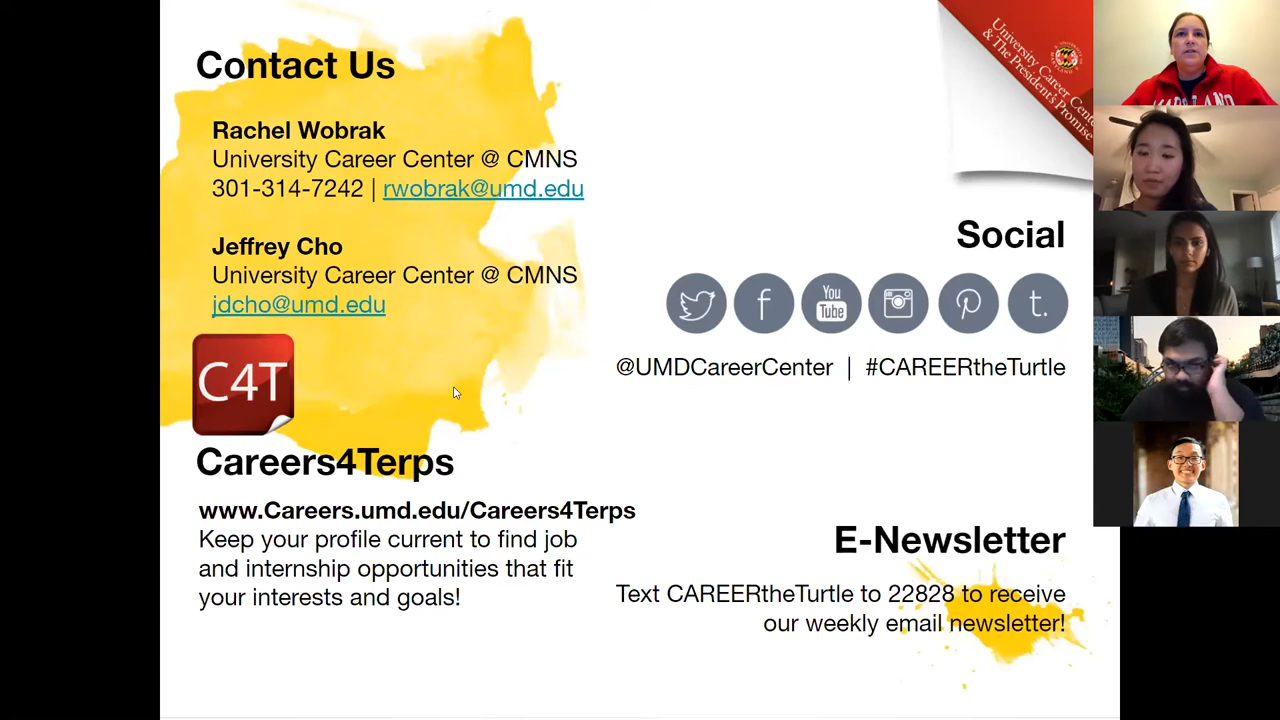 Contact Us
Rachel Wobrak
University Career Center @ CMNS
301-314-7242 | rwobrak@umd.edu
Jeffrey Cho
University Career Center @ CMNS
jdcho@umd.edu
C4T
Careers4Terps
www.Careers.umd.edu/Careers4Terps
Keep your profile current to find job
and internship opportunities that fit
your interests and goals!
University Career Center
& The President's Promise
Social
You
Tube
@UMDCareerCenter | #CAREERtheTurtle
E-Newsletter
Text CAREERtheTurtle to 22828 to receive
our weekly email newsletter!
MARYLAND